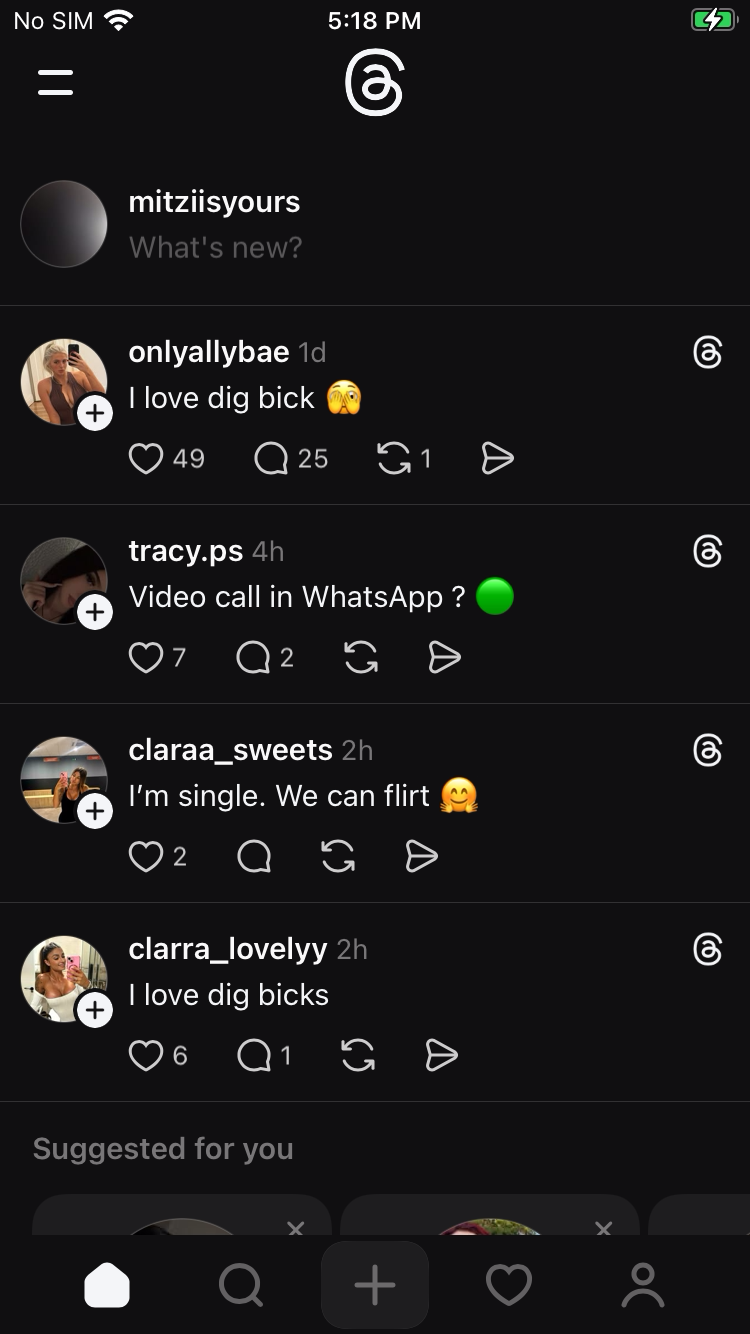 No SIM 5:18 PM
mitziisyours
What's new?
onlyallybae 1d
I love dig bick 🫣
49 25 1
tracy.ps 4h
Video call in WhatsApp ? 🟢
7 2
claraa_sweets 2h
I’m single. We can flirt 🤗
2
clarra_lovelyy 2h
I love dig bicks
6 1
Suggested for you